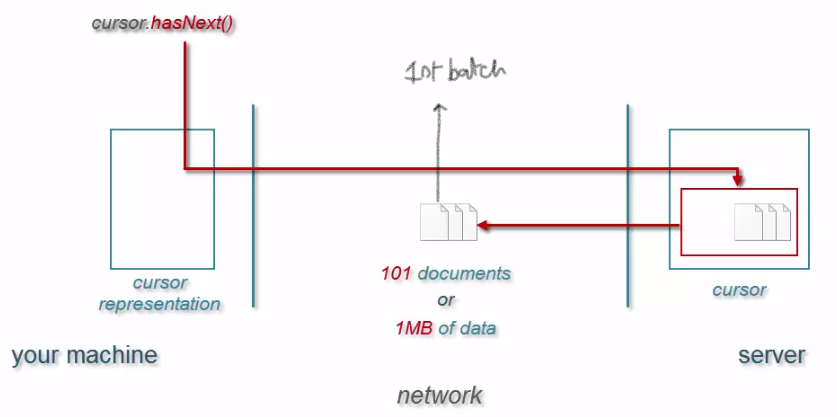 cursor.hasNext()
1st batch
101 documents
or
1MB of data
cursor
representation
cursor
your machine
server
network